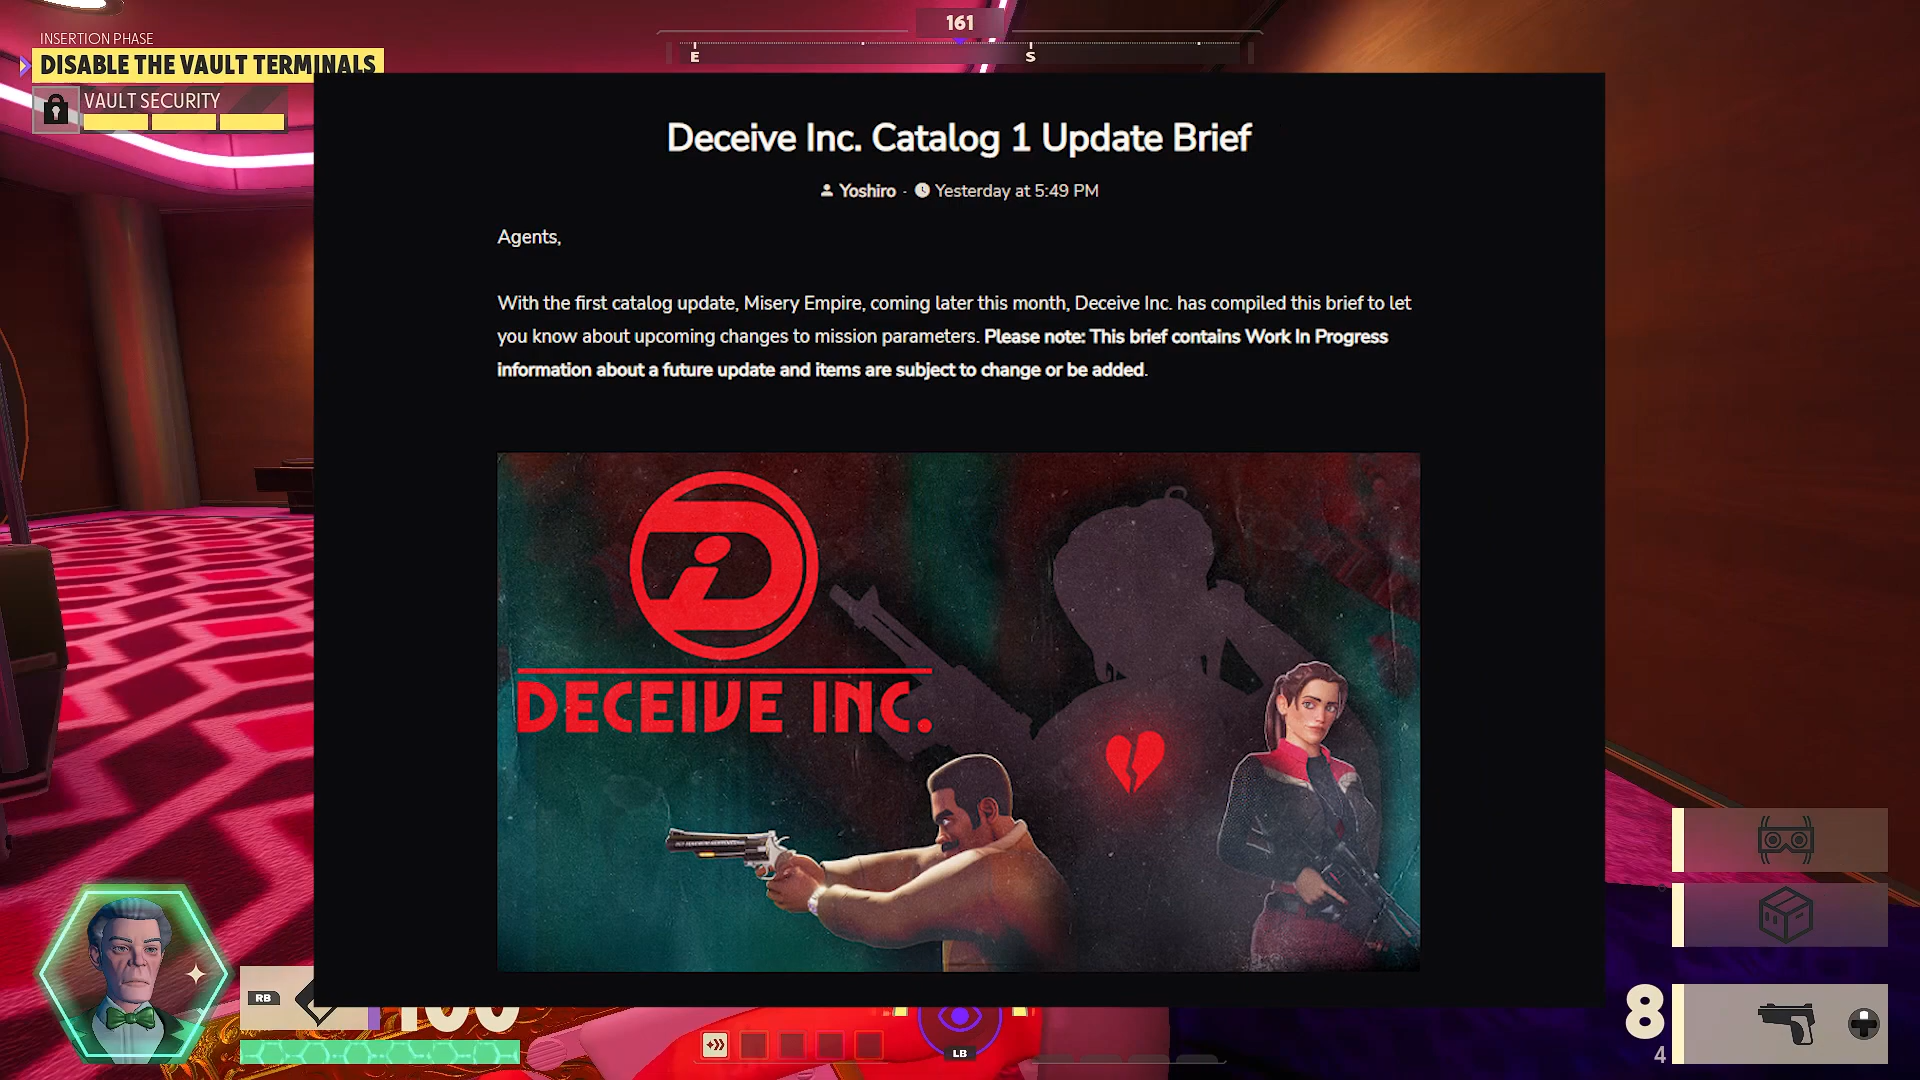 INSERTION PHASE
DISABLE THE VAULT TERMINALS
VAULT SECURITY
161
E
S
Deceive Inc. Catalog 1 Update Brief
Yoshiro · Yesterday at 5:49 PM
Agents,
With the first catalog update, Misery Empire, coming later this month, Deceive Inc. has compiled this brief to let
you know about upcoming changes to mission parameters. Please note: This brief contains Work In Progress
information about a future update and items are subject to change or be added.
DECEIVE INC.
RB
100
LB
8
4